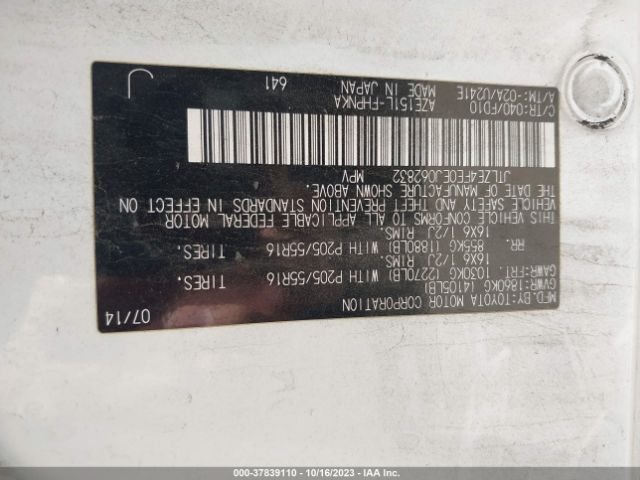 MFD.BY:TOYOTA MOTOR CORPORATION 07/14
GVWR:1860KG (4105LB)
GAWR:FRT. 1030KG (2270LB) WITH P205/55R16 TIRES.
16X6 1/2J RIMS
RR. 855KG (1880LB) WITH P205/55R16 TIRES.
16X6 1/2J RIMS
THIS VEHICLE CONFORMS TO ALL APPLICABLE FEDERAL MOTOR
VEHICLE SAFETY AND THEFT PREVENTION STANDARDS IN EFFECT ON
THE DATE OF MANUFACTURE SHOWN ABOVE.
JTLZE4FE0EJ062832 MPV
C/TR:040/FD10 AZE151L-FHPNKA 641
A/TM:-02A/U241E MADE IN JAPAN
J
000-37839110 | 10/16/2023 | IAAI.COM